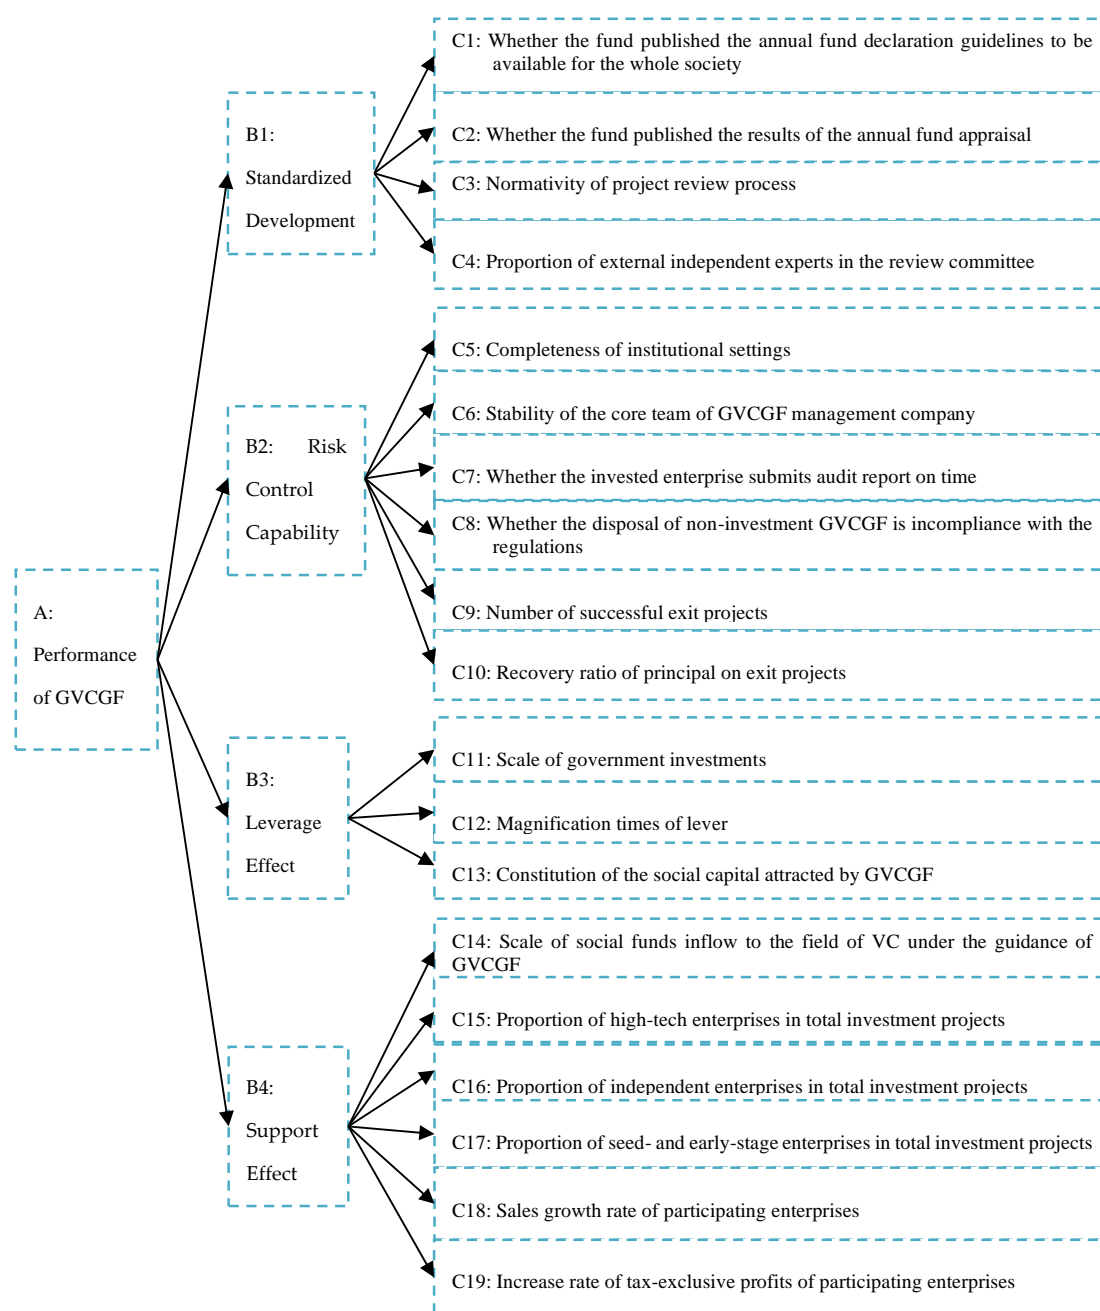 C1: Whether the fund published the annual fund declaration guidelines to be
available for the whole society
B1:
Standardized
Development
C2: Whether the fund published the results of the annual fund appraisal
C3: Normativity of project review process
C4: Proportion of external independent experts in the review committee
B2: Risk
Control
Capability
C5: Completeness of institutional settings
C6: Stability of the core team of GVCGF management company
C7: Whether the invested enterprise submits audit report on time
C8: Whether the disposal of non-investment GVCGF is incompliance with the
regulations
C9: Number of successful exit projects
C10: Recovery ratio of principal on exit projects
A:
Performance
of GVCGF
B3:
Leverage
Effect
C11: Scale of government investments
C12: Magnification times of lever
C13: Constitution of the social capital attracted by GVCGF
B4:
Support
Effect
C14: Scale of social funds inflow to the field of VC under the guidance of
GVCGF
C15: Proportion of high-tech enterprises in total investment projects
C16: Proportion of independent enterprises in total investment projects
C17: Proportion of seed- and early-stage enterprises in total investment projects
C18: Sales growth rate of participating enterprises
C19: Increase rate of tax-exclusive profits of participating enterprises